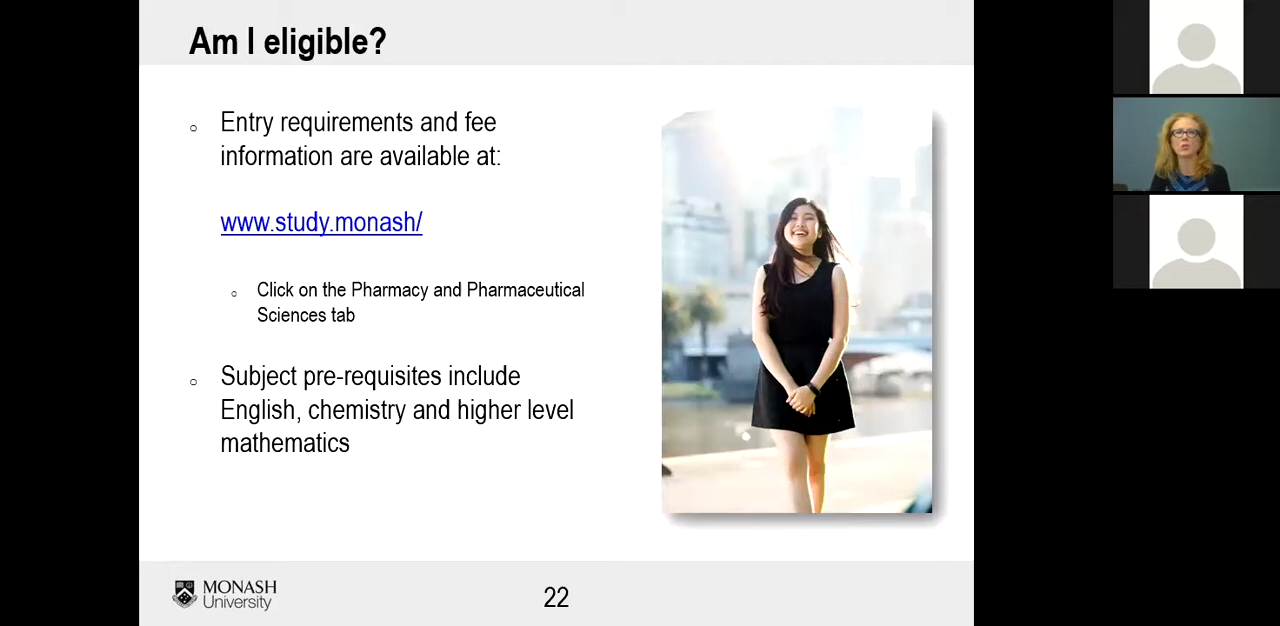 Am I eligible?
Entry requirements and fee
information are available at:
www.study.monash/
Click on the Pharmacy and Pharmaceutical
Sciences tab
Subject pre-requisites include
English, chemistry and higher level
mathematics
MONASH
University
22